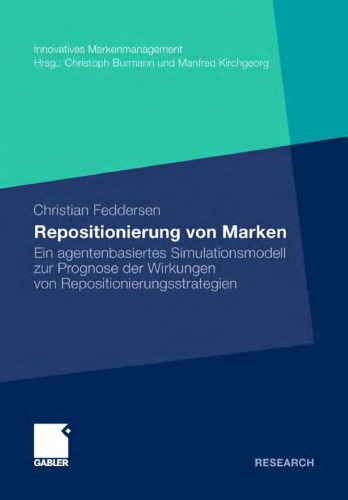 Innovatives Markenmanagement
Hrsg.: Christoph Burmann und Manfred Kirchgeorg
Christian Feddersen
Repositionierung von Marken
Ein agentenbasiertes Simulationsmodell
zur Prognose der Wirkungen
von Repositionierungsstrategien
GABLER
RESEARCH